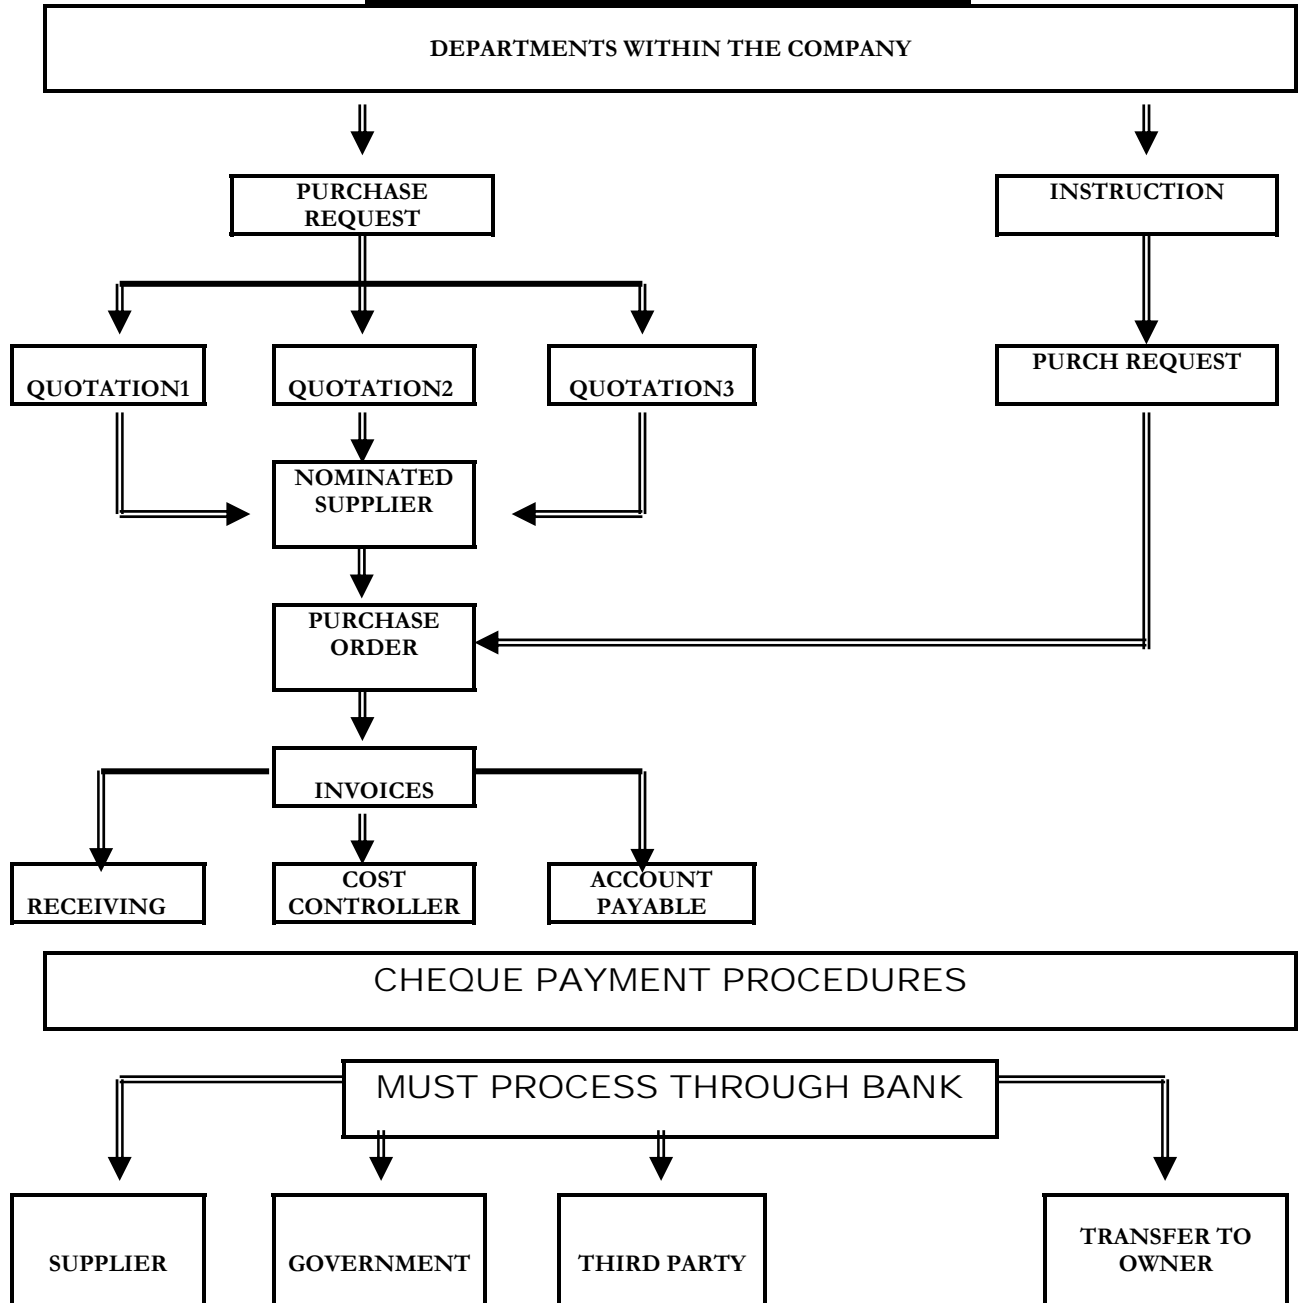 DEPARTMENTS WITHIN THE COMPANY
PURCHASE
REQUEST
INSTRUCTION
QUOTATION1
QUOTATION2
QUOTATION3
PURCH REQUEST
NOMINATED
SUPPLIER
PURCHASE
ORDER
INVOICES
RECEIVING
COST
CONTROLLER
ACCOUNT
PAYABLE
CHEQUE PAYMENT PROCEDURES
MUST PROCESS THROUGH BANK
SUPPLIER
GOVERNMENT
THIRD PARTY
TRANSFER TO
OWNER